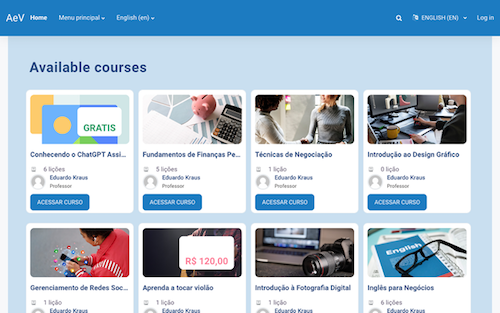 AeV Home Menu principal English (en) ENGLISH (EN) Log in
Available courses
GRATIS
Conhecendo o ChatGPT Assi...
6 lições
Eduardo Kraus
Professor
ACESSAR CURSO
Fundamentos de Finanças Pe...
5 lições
Eduardo Kraus
Professor
ACESSAR CURSO
Técnicas de Negociação
1 lição
Eduardo Kraus
Professor
ACESSAR CURSO
Introdução ao Design Gráfico
0 lição
Eduardo Kraus
Professor
ACESSAR CURSO
Gerenciamento de Redes Soc...
1 lição
Eduardo Kraus
R$ 120,00
Aprenda a tocar violão
1 lição
Eduardo Kraus
Introdução à Fotografia Digital
1 lição
Eduardo Kraus
English
Inglês para Negócios
6 lições
Eduardo Kraus